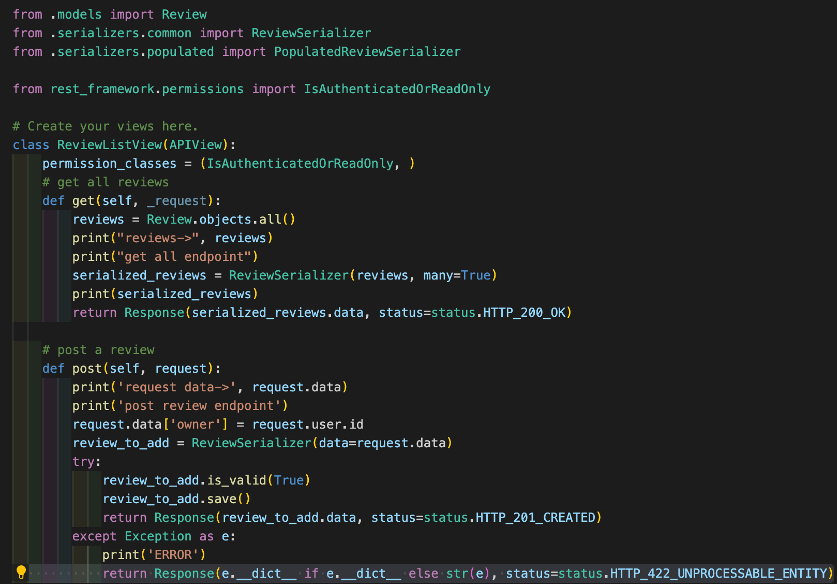 from .models import Review
from .serializers.common import ReviewSerializer
from .serializers.populated import PopulatedReviewSerializer

from rest_framework.permissions import IsAuthenticatedOrReadOnly

# Create your views here.
class ReviewListView(APIView):
    permission_classes = (IsAuthenticatedOrReadOnly, )
    # get all reviews
    def get(self, _request):
        reviews = Review.objects.all()
        print("reviews->", reviews)
        print("get all endpoint")
        serialized_reviews = ReviewSerializer(reviews, many=True)
        print(serialized_reviews)
        return Response(serialized_reviews.data, status=status.HTTP_200_OK)

    # post a review
    def post(self, request):
        print('request data->', request.data)
        print('post review endpoint')
        request.data['owner'] = request.user.id
        review_to_add = ReviewSerializer(data=request.data)
        try:
            review_to_add.is_valid(True)
            review_to_add.save()
            return Response(review_to_add.data, status=status.HTTP_201_CREATED)
        except Exception as e:
            print('ERROR')
            return Response(e.__dict__ if e.__dict__ else str(e), status=status.HTTP_422_UNPROCESSABLE_ENTITY)